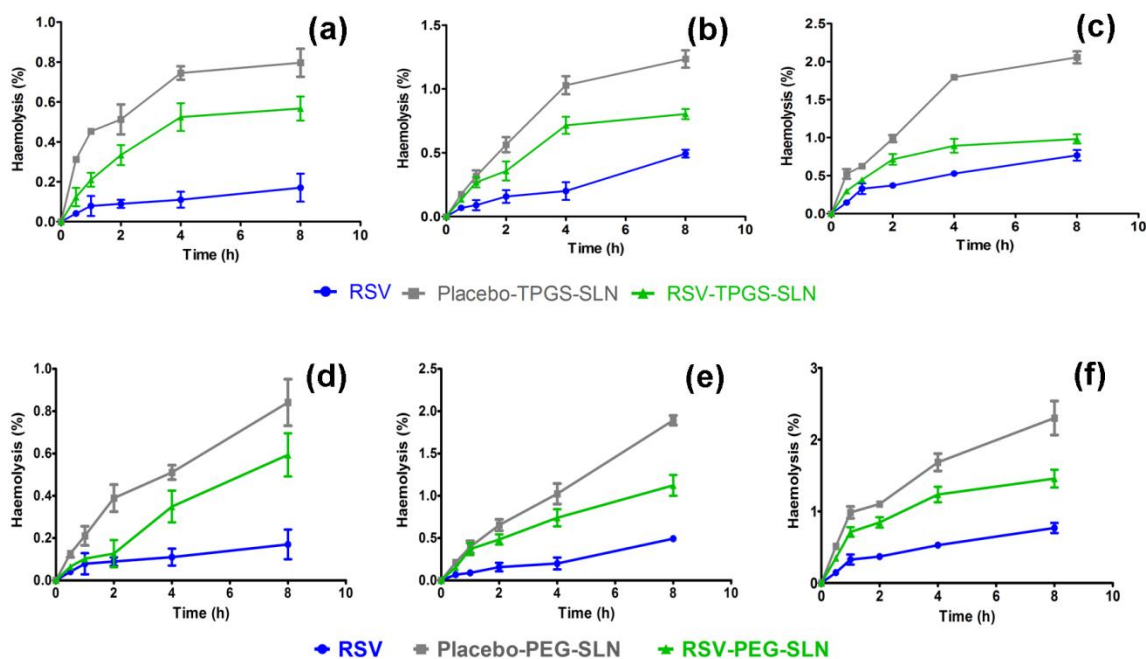 (a)
Haemolysis (%)
1.0
0.8
0.6
0.4
0.2
0.0
0 2 4 6 8 10
Time (h)
(b)
Haemolysis (%)
1.5
1.0
0.5
0.0
0 2 4 6 8 10
Time (h)
(c)
Haemolysis (%)
2.5
2.0
1.5
1.0
0.5
0.0
0 2 4 6 8 10
Time (h)
RSV Placebo-TPGS-SLN RSV-TPGS-SLN
(d)
Haemolysis (%)
1.0
0.8
0.6
0.4
0.2
0.0
0 2 4 6 8 10
Time (h)
(e)
Haemolysis (%)
2.5
2.0
1.5
1.0
0.5
0.0
0 2 4 6 8 10
Time (h)
(f)
Haemolysis (%)
3
2
1
0
0 2 4 6 8 10
Time (h)
RSV Placebo-PEG-SLN RSV-PEG-SLN